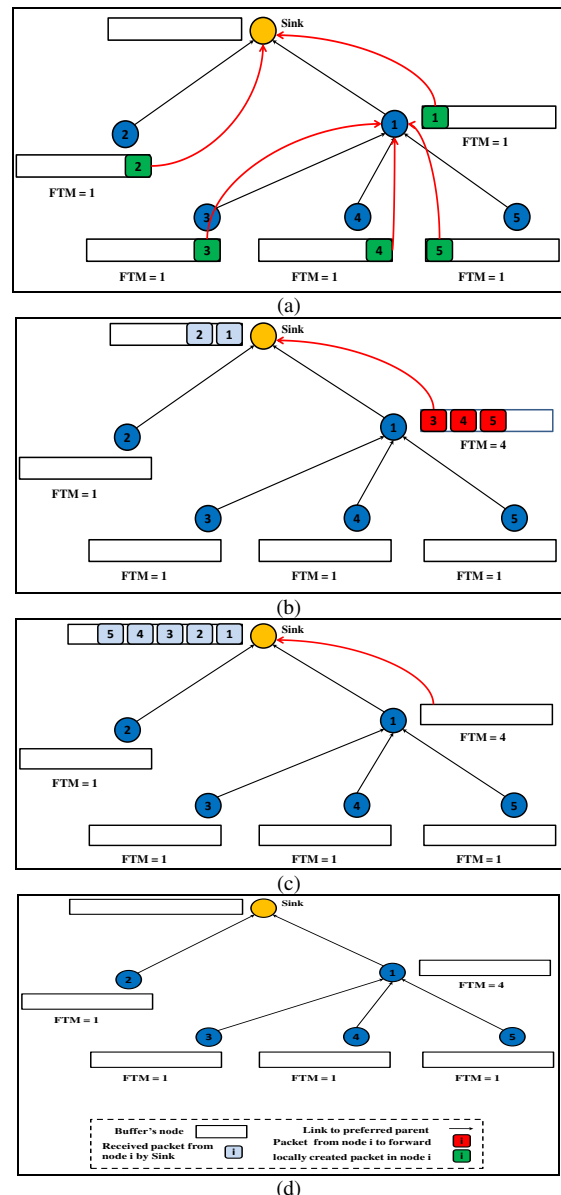 Sink
2
1
1
FTM = 1
2
FTM = 1
3
4
5
3
4
5
FTM = 1
FTM = 1
FTM = 1
(a)
2 1
Sink
3 4 5
FTM = 4
2
1
FTM = 1
3
4
5
FTM = 1
FTM = 1
FTM = 1
(b)
5 4 3 2 1
Sink
2
1
FTM = 4
FTM = 1
3
4
5
FTM = 1
FTM = 1
FTM = 1
(c)
Sink
2
1
FTM = 4
FTM = 1
3
4
5
FTM = 1
FTM = 1
FTM = 1
Buffer's node
Link to preferred parent
Received packet from
node i by Sink
i
Packet from node i to forward
i
locally created packet in node i
i
(d)